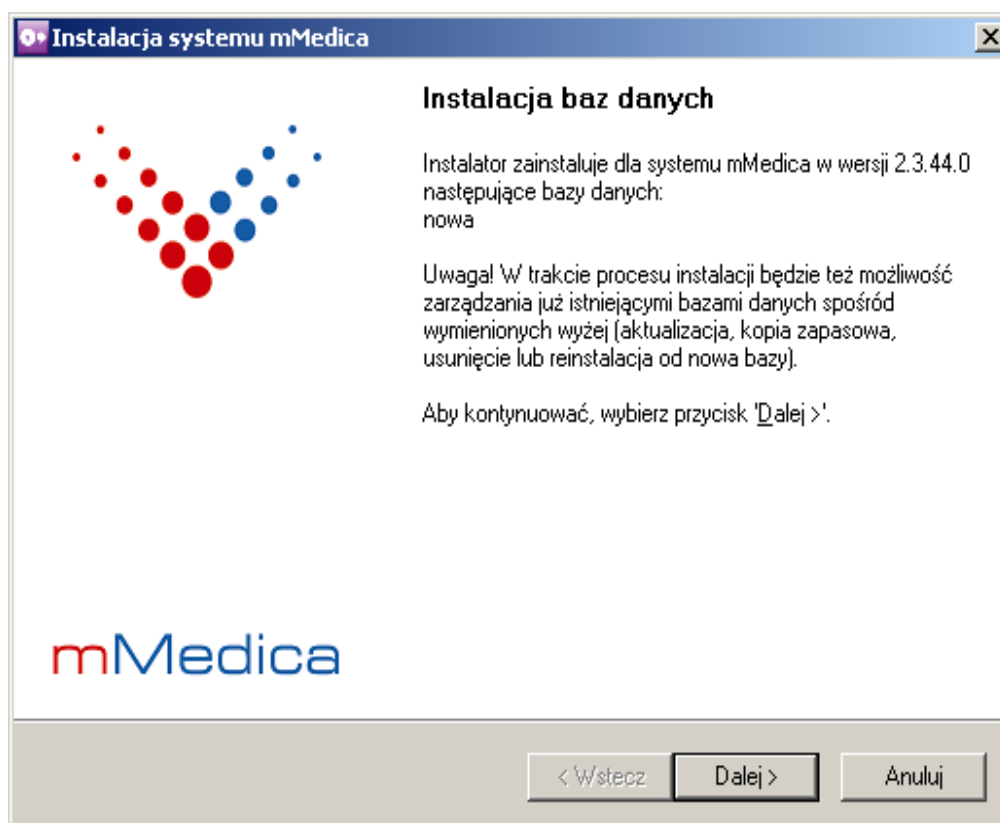 Instalacja systemu mMedica
Instalacja baz danych
Instalator zainstaluje dla systemu mMedica w wersji 2.3.44.0
następujące bazy danych:
nowa
Uwaga! W trakcie procesu instalacji będzie też możliwość
zarządzania już istniejącymi bazami danych spośród
wymienionych wyżej (aktualizacja, kopia zapasowa,
usunięcie lub reinstalacja od nowa bazy).
Aby kontynuować, wybierz przycisk 'Dalej >'.
mMedica
< Wstecz
Dalej >
Anuluj